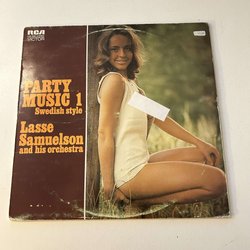 RCA
VICTOR
PARTY
MUSIC 1
Swedish style
Lasse
Samuelson
and his orchestra